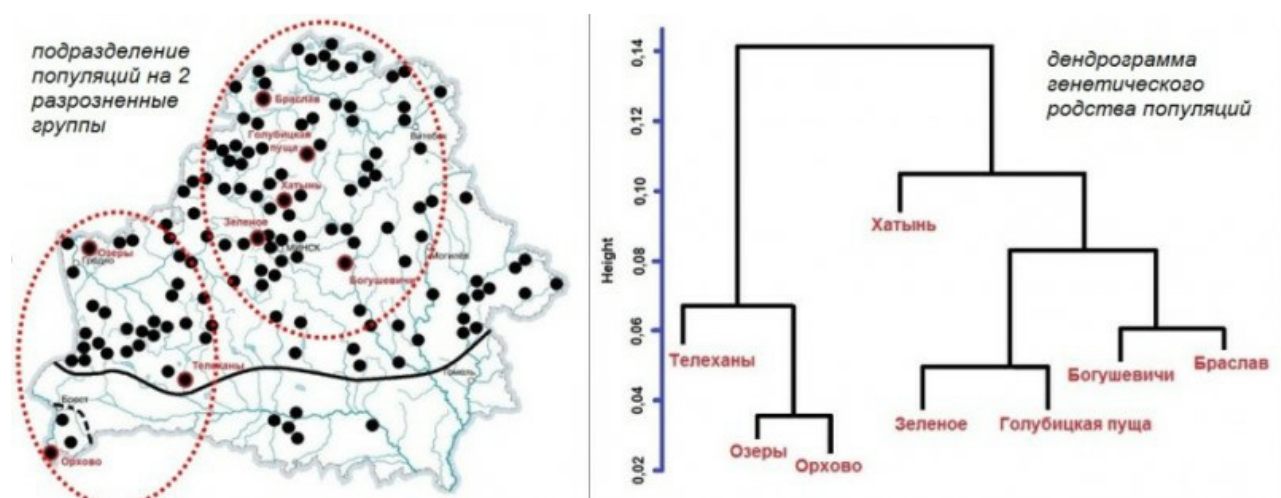 подразделение
популяций на 2
разрозненные
группы
Браслав
Витебск
Голубицкая
пуща
Хатынь
Зеленое
МИНСК
Могилев
Богушевичи
Озеры
Гродно
Телеханы
Гомель
Брест
Орхово
дендрограмма
генетического
родства популяций
Height
0,14
0,12
0,10
0,08
0,06
0,04
0,02
Хатынь
Телеханы
Браслав
Богушевичи
Зеленое
Голубицкая пуща
Озеры
Орхово